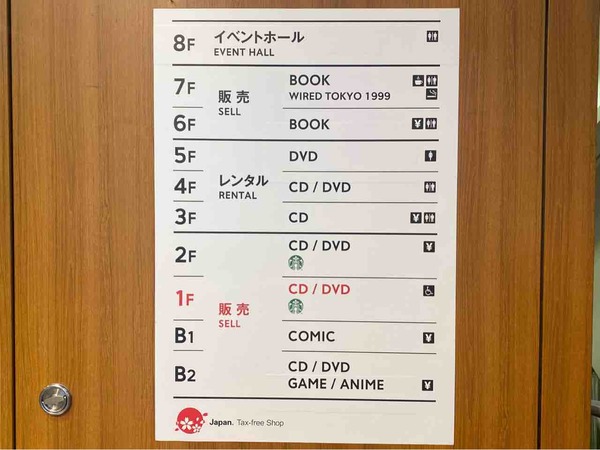 8F イベントホール
EVENT HALL
7F 販売
SELL
BOOK
WIRED TOKYO 1999
6F BOOK ¥
5F DVD
4F レンタル
RENTAL
CD / DVD
3F CD ¥
2F CD / DVD ¥
1F 販売
SELL
CD / DVD
B1 COMIC ¥
B2 CD / DVD
GAME / ANIME ¥
Japan. Tax-free Shop